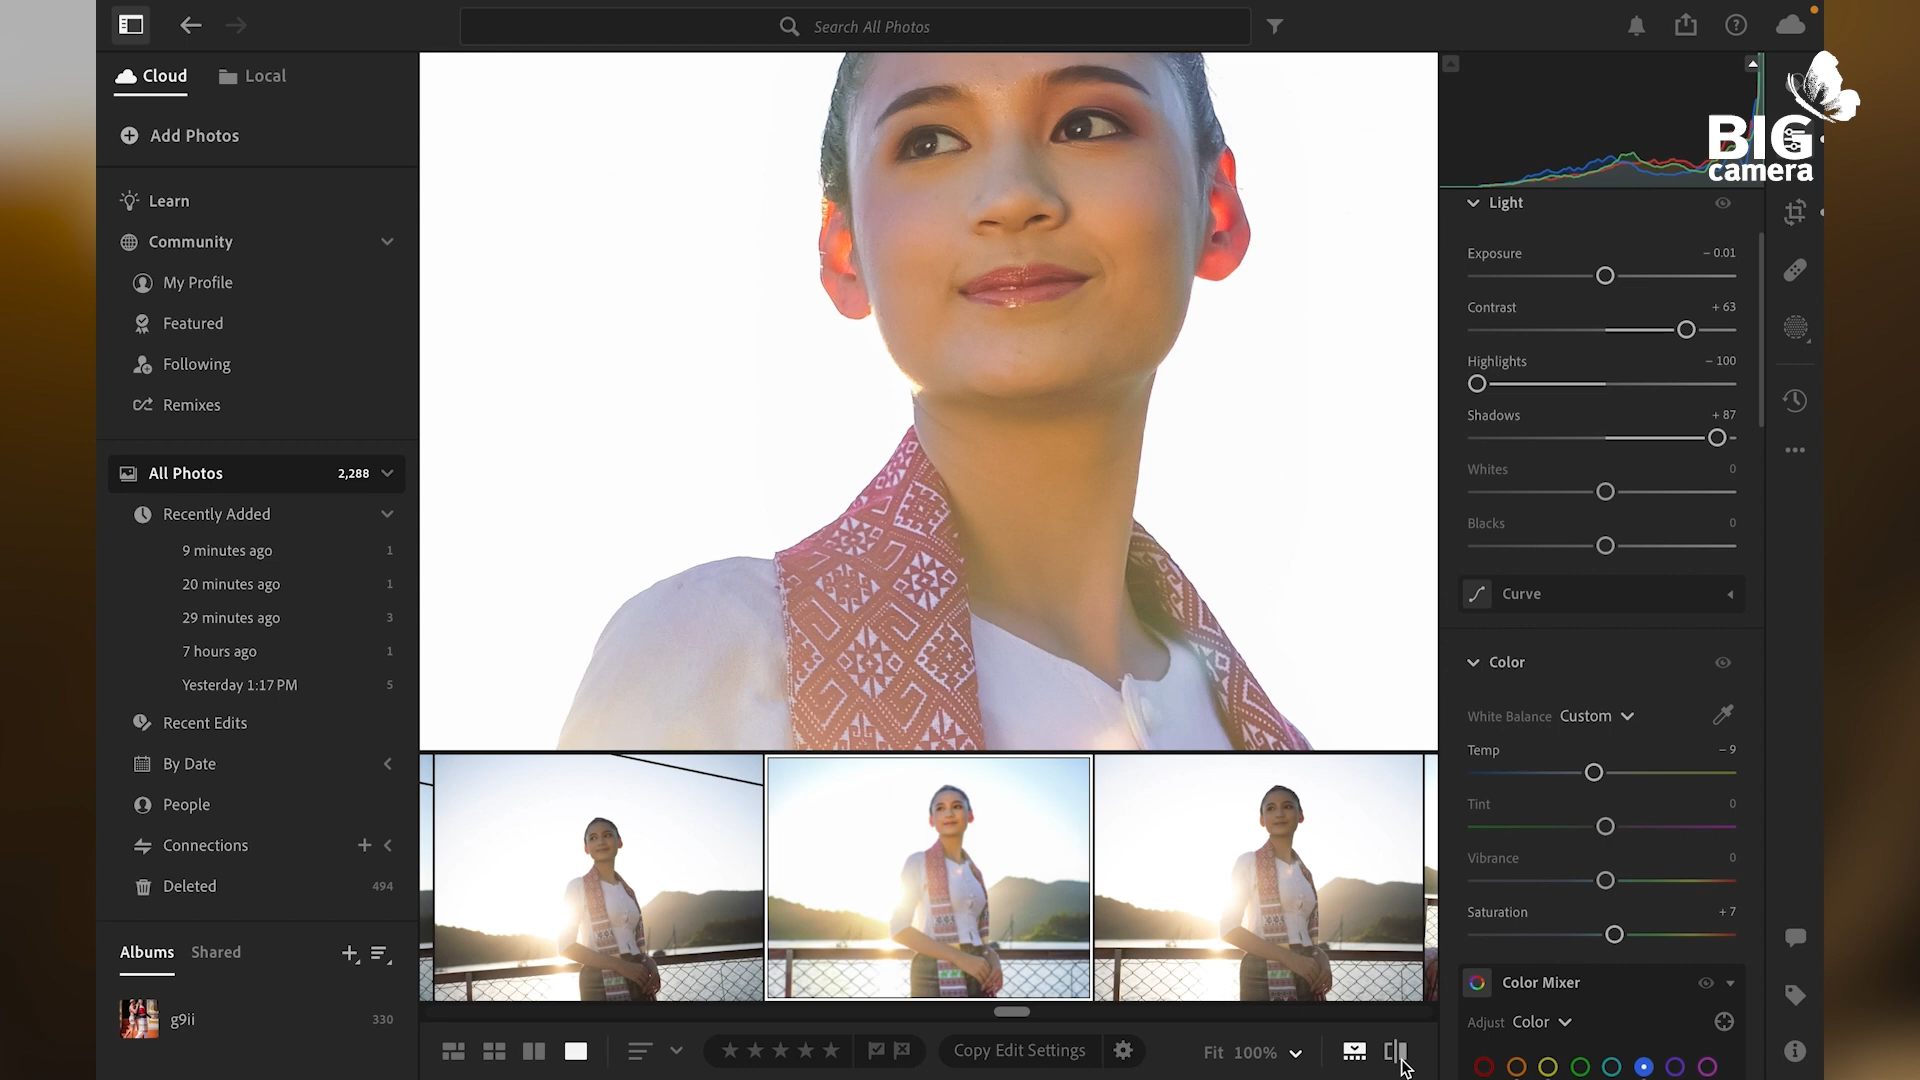 Search All Photos
Cloud
Local
Add Photos
Learn
Community
My Profile
Featured
Following
Remixes
All Photos
2,288
Recently Added
9 minutes ago
1
20 minutes ago
1
29 minutes ago
3
7 hours ago
1
Yesterday 1:17 PM
5
Recent Edits
By Date
People
Connections
Deleted
494
Albums
Shared
g9ii
330
Copy Edit Settings
Fit
100%
BIG
camera
Light
Exposure
– 0.01
Contrast
+ 63
Highlights
– 100
Shadows
+ 87
Whites
0
Blacks
0
Curve
Color
White Balance
Custom
Temp
– 9
Tint
0
Vibrance
0
Saturation
+ 7
Color Mixer
Adjust
Color